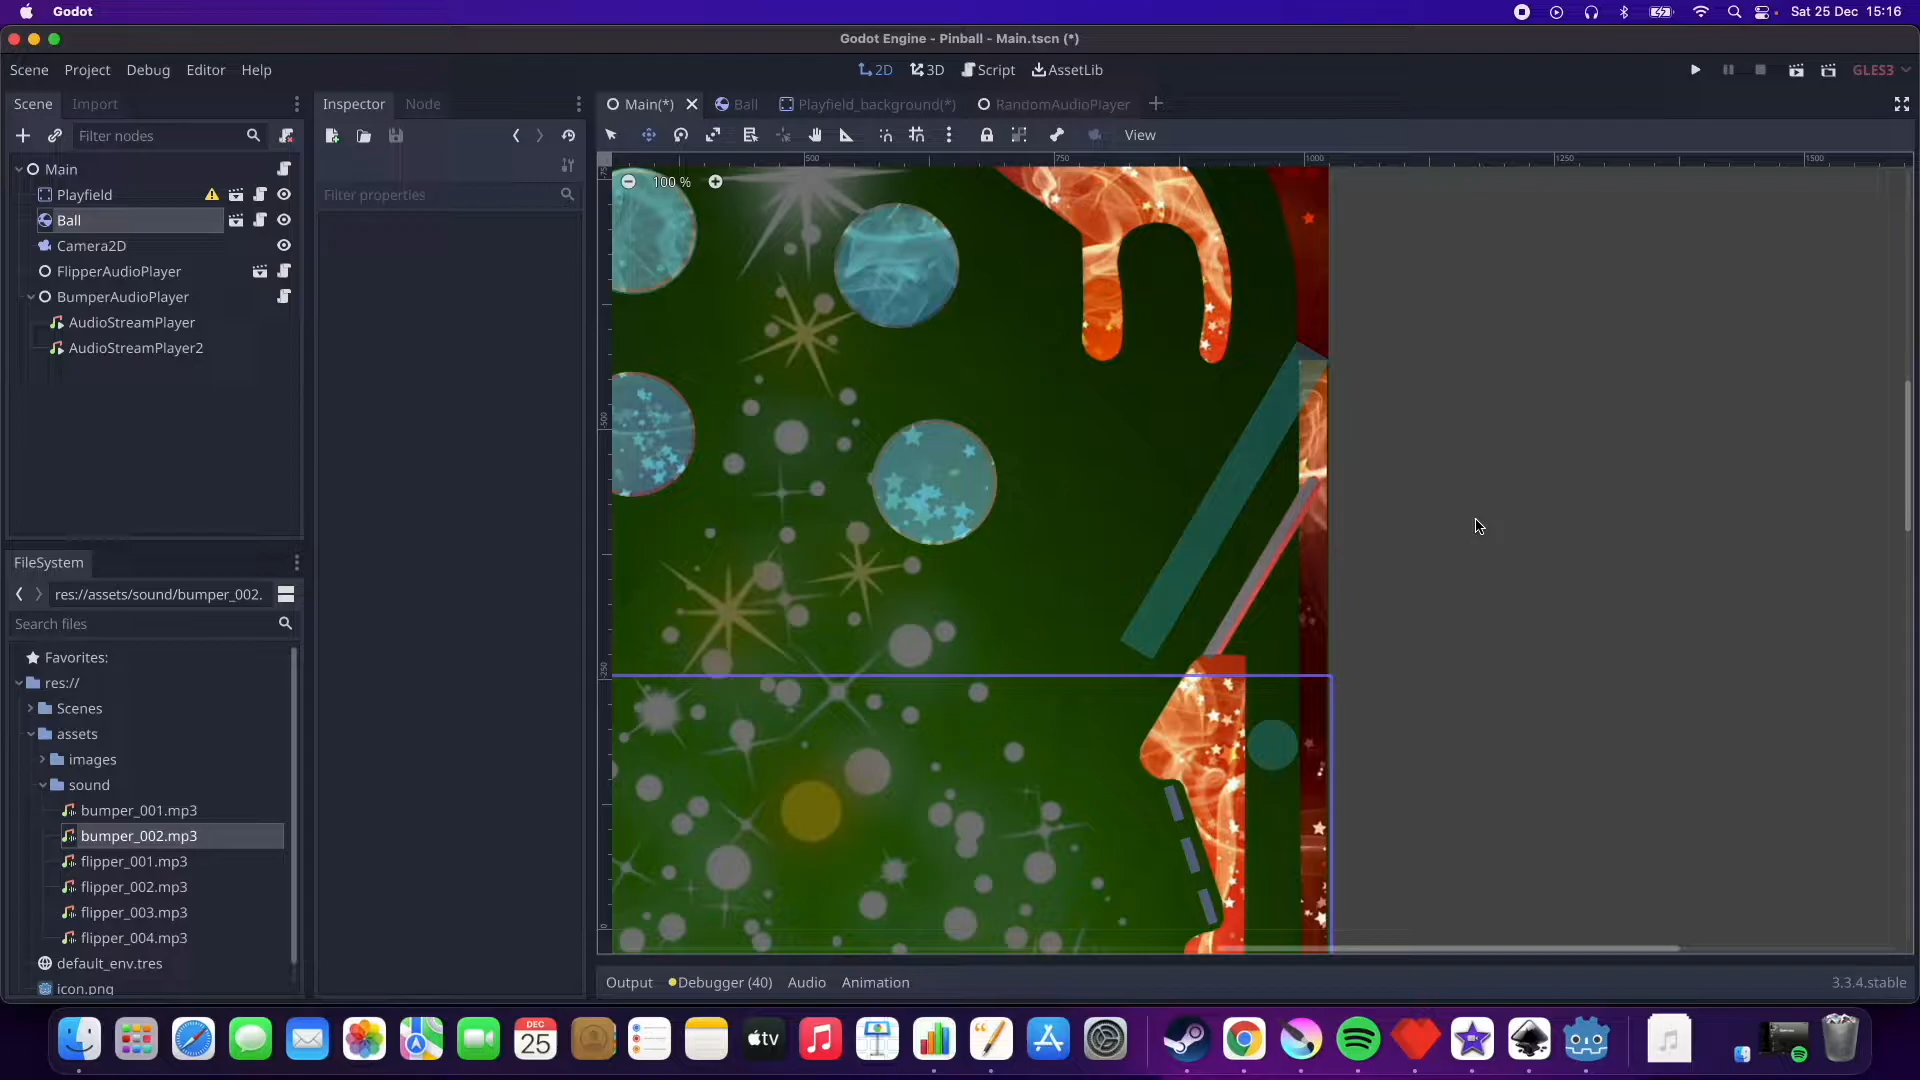 Godot
Sat 25 Dec 15:16
Godot Engine - Pinball - Main.tscn (*)
Scene Project Debug Editor Help
2D 3D Script AssetLib
GLES3
Scene Import
Inspector Node
Main(*) Ball Playfield_background(*) RandomAudioPlayer
Filter nodes
View
Main
Playfield
Ball
Camera2D
FlipperAudioPlayer
BumperAudioPlayer
AudioStreamPlayer
AudioStreamPlayer2
Filter properties
500 750 1000 1250 1500
100 %
-500
-250
0
FileSystem
res://assets/sound/bumper_002.
Search files
Favorites:
res://
Scenes
assets
images
sound
bumper_001.mp3
bumper_002.mp3
flipper_001.mp3
flipper_002.mp3
flipper_003.mp3
flipper_004.mp3
default_env.tres
icon.png
Output Debugger (40) Audio Animation
3.3.4.stable
DEC
25
tv